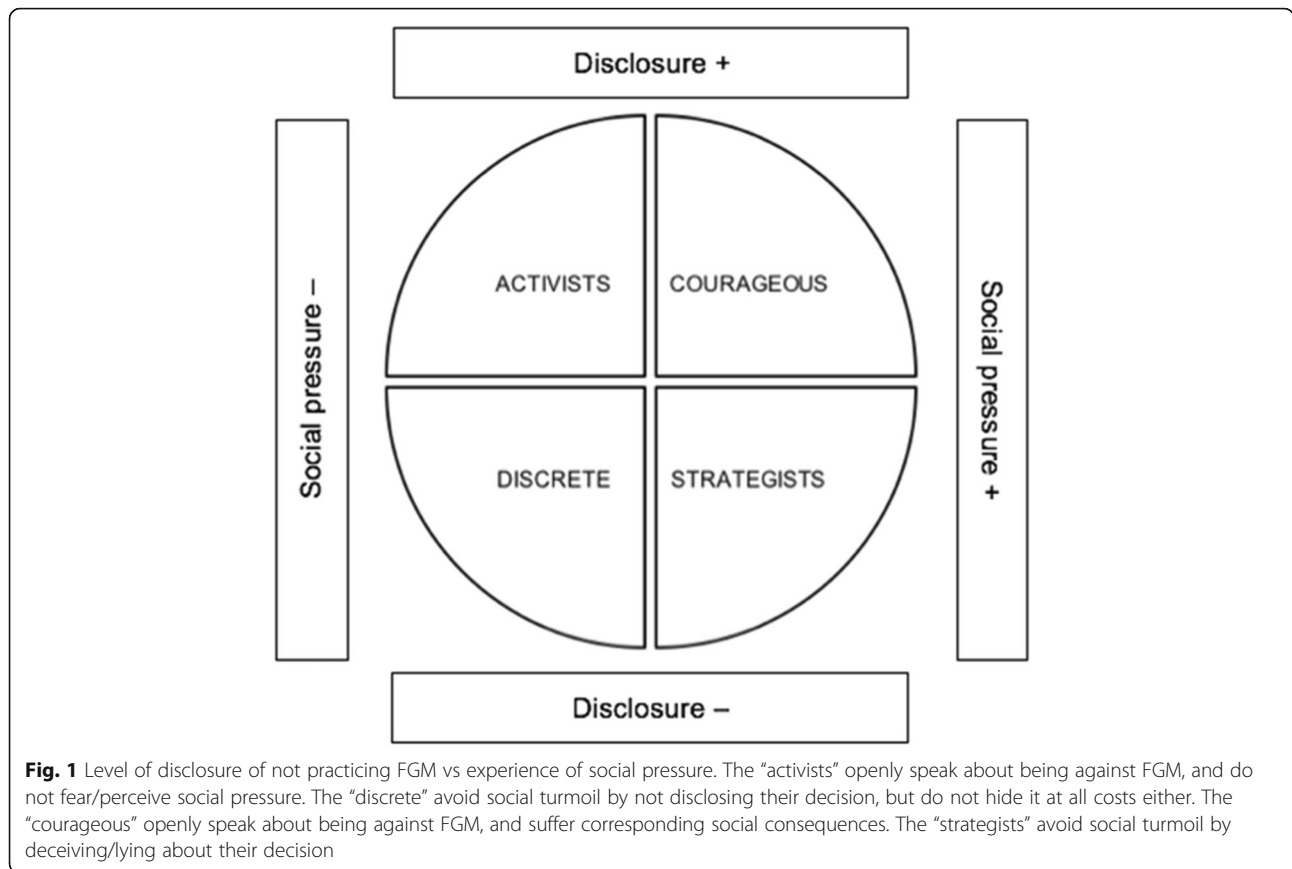 Disclosure +
Social pressure –
ACTIVISTS
COURAGEOUS
Social pressure +
DISCRETE
STRATEGISTS
Disclosure –
Fig. 1 Level of disclosure of not practicing FGM vs experience of social pressure. The “activists” openly speak about being against FGM, and do
not fear/perceive social pressure. The “discrete” avoid social turmoil by not disclosing their decision, but do not hide it at all costs either. The
“courageous” openly speak about being against FGM, and suffer corresponding social consequences. The “strategists” avoid social turmoil by
deceiving/lying about their decision